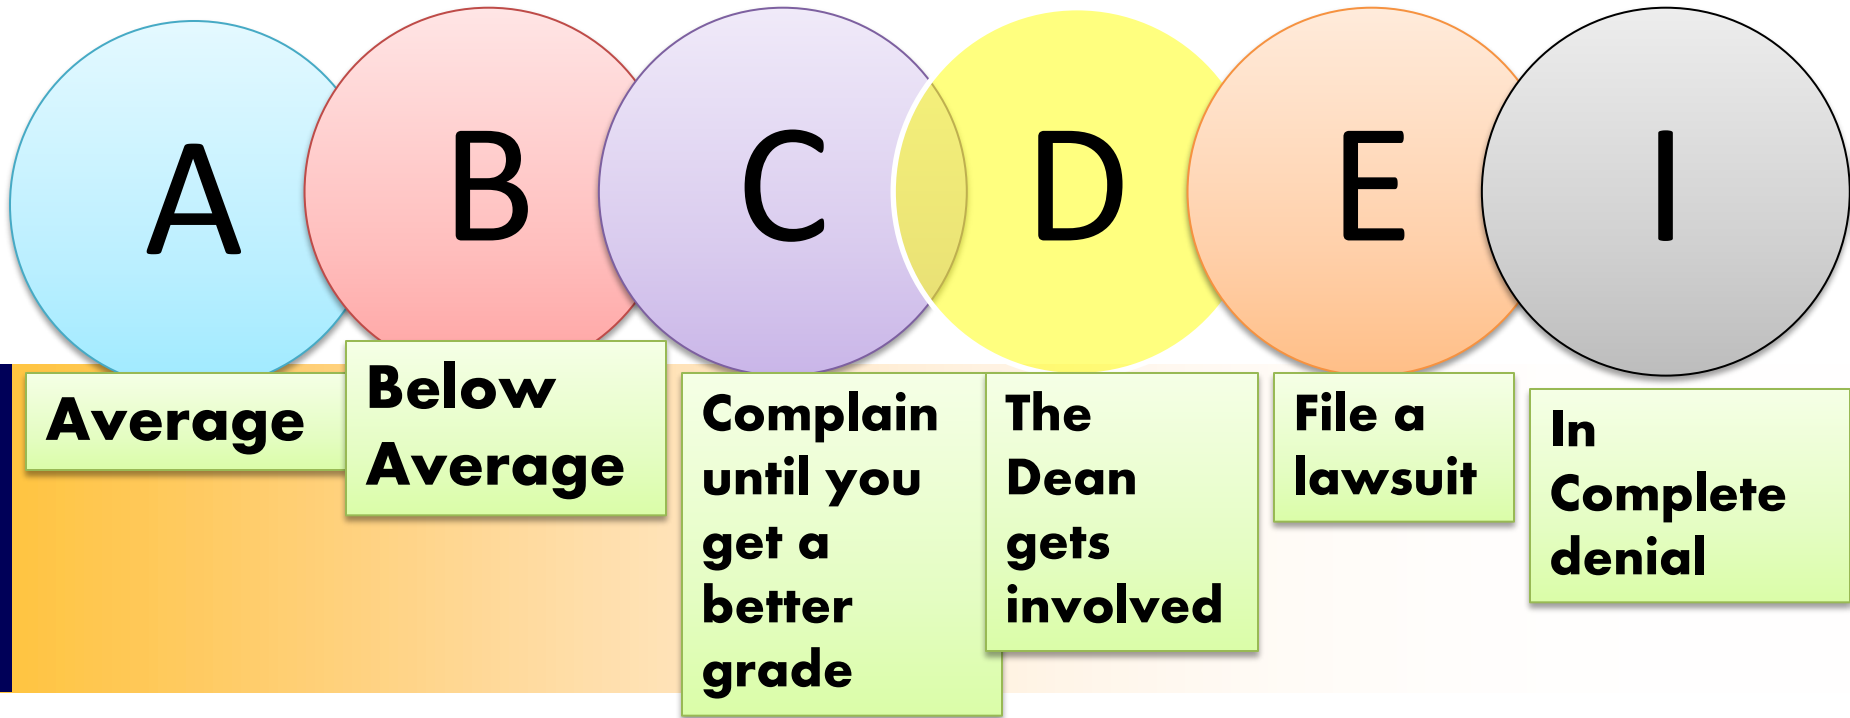 A
B
C
D
E
I
Average
Below
Average
Complain
until you
get a
better
grade
The
Dean
gets
involved
File a
lawsuit
In
Complete
denial